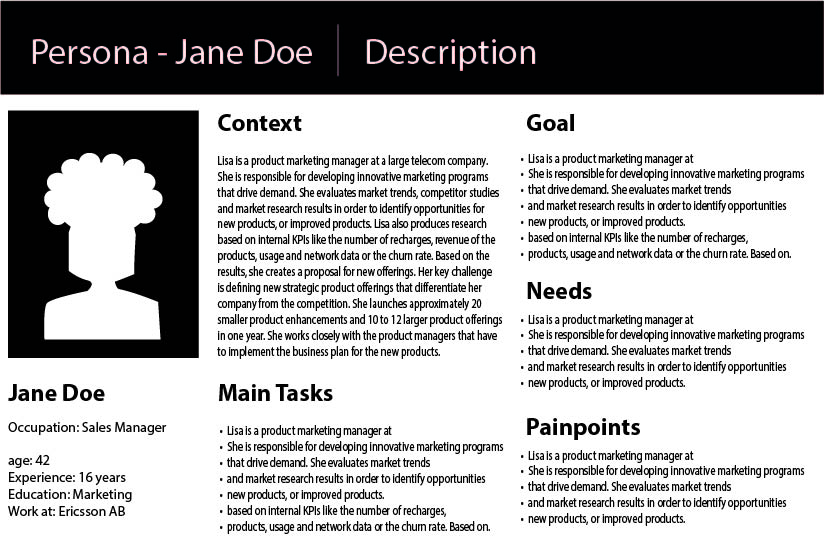 Persona - Jane Doe
Description
Jane Doe
Occupation: Sales Manager
age: 42
Experience: 16 years
Education: Marketing
Work at: Ericsson AB
Context
Lisa is a product marketing manager at a large telecom company.
She is responsible for developing innovative marketing programs
that drive demand. She evaluates market trends, competitor studies
and market research results in order to identify opportunities for
new products, or improved products. Lisa also produces research
based on internal KPIs like the number of recharges, revenue of the
products, usage and network data or the churn rate. Based on the
results, she creates a proposal for new offerings. Her key challenge
is defining new strategic product offerings that differentiate her
company from the competition. She launches approximately 20
smaller product enhancements and 10 to 12 larger product offerings
in one year. She works closely with the product managers that have
to implement the business plan for the new products.
Main Tasks
• Lisa is a product marketing manager at
• She is responsible for developing innovative marketing programs
• that drive demand. She evaluates market trends
• and market research results in order to identify opportunities
• new products, or improved products.
• based on internal KPIs like the number of recharges,
• products, usage and network data or the churn rate. Based on.
Goal
• Lisa is a product marketing manager at
• She is responsible for developing innovative marketing programs
• that drive demand. She evaluates market trends
• and market research results in order to identify opportunities
• new products, or improved products.
• based on internal KPIs like the number of recharges,
• products, usage and network data or the churn rate. Based on.
Needs
• Lisa is a product marketing manager at
• She is responsible for developing innovative marketing programs
• that drive demand. She evaluates market trends
• and market research results in order to identify opportunities
• new products, or improved products.
Painpoints
• Lisa is a product marketing manager at
• She is responsible for developing innovative marketing programs
• that drive demand. She evaluates market trends
• and market research results in order to identify opportunities
• new products, or improved products.